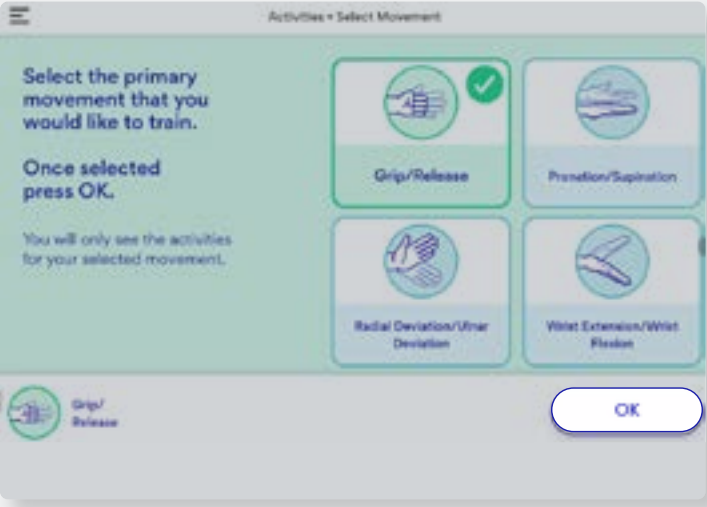 Activities • Select Movement
Select the primary
movement that you
would like to train.
Once selected
press OK.
You will only see the activities
for your selected movement.
Grip/Release
Pronation/Supination
Radial Deviation/Ulnar
Deviation
Wrist Extension/Wrist
Flexion
Grip/
Release
OK